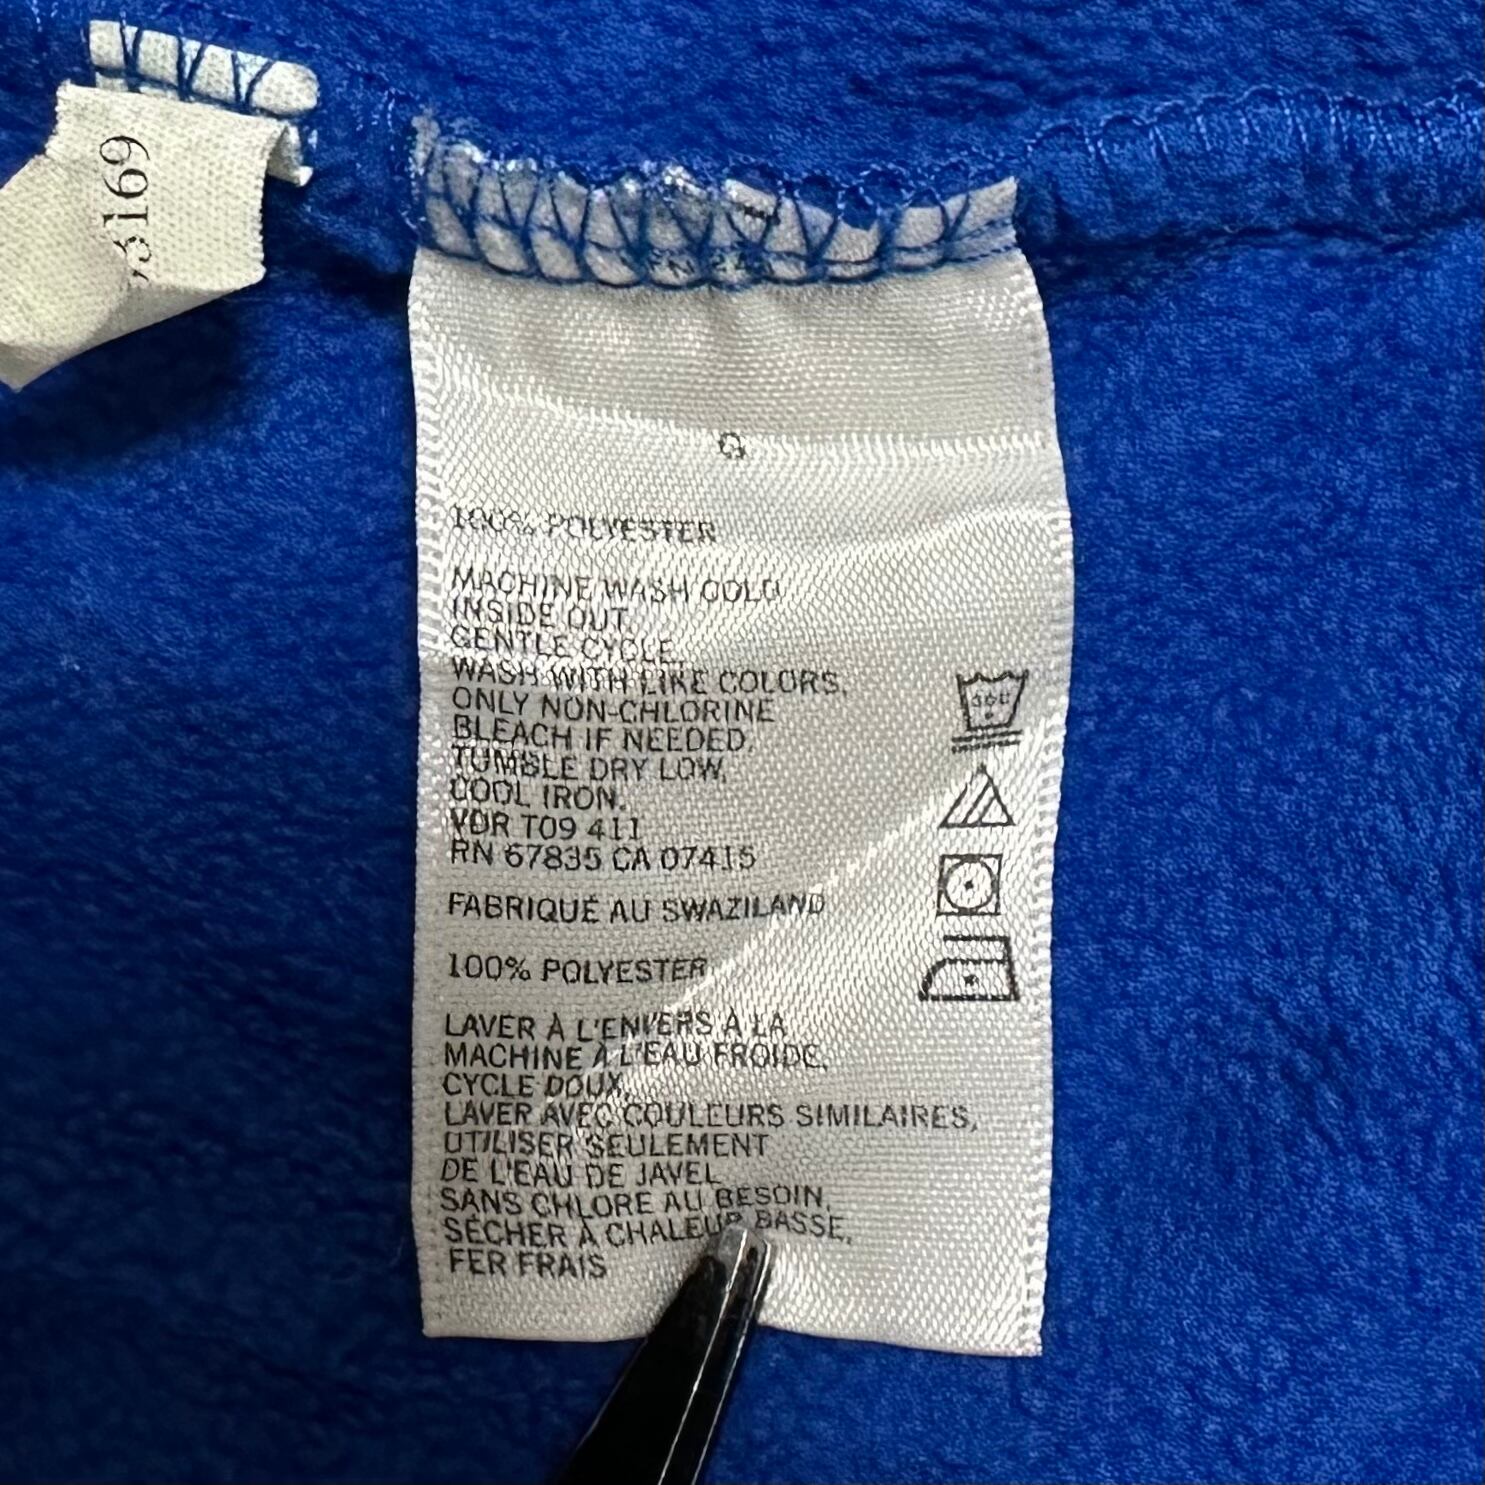 3169
G
100% POLYESTER
MACHINE WASH COLD
INSIDE OUT.
GENTLE CYCLE.
WASH WITH LIKE COLORS.
ONLY NON-CHLORINE
BLEACH IF NEEDED.
TUMBLE DRY LOW.
COOL IRON.
VDR T09 411
RN 67835 CA 07415
FABRIQUÉ AU SWAZILAND
100% POLYESTER
LAVER À L'ENVERS À LA
MACHINE À L'EAU FROIDE,
CYCLE DOUX,
LAVER AVEC COULEURS SIMILAIRES,
UTILISER SEULEMENT
DE L'EAU DE JAVEL
SANS CHLORE AU BESOIN,
SÉCHER À CHALEUR BASSE,
FER FRAIS